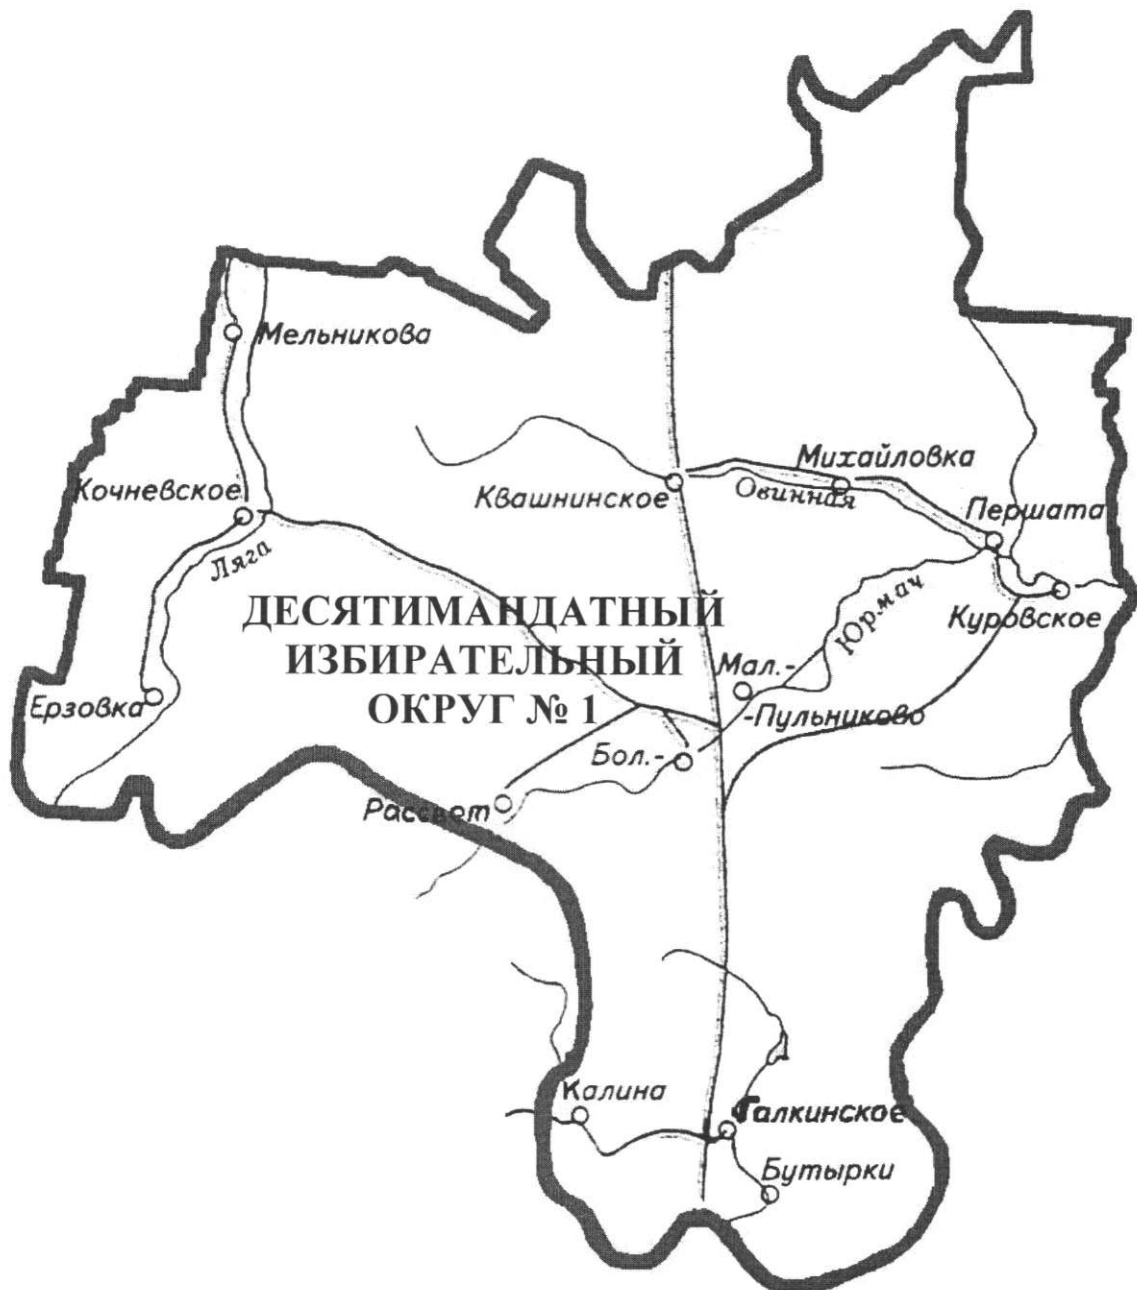 Мельникова
Михайловка
Кочневское
Квашнинское
Овинная
Першата
Ляга
Юрмач
Куровское
ДЕСЯТИМАНДАТНЫЙ
ИЗБИРАТЕЛЬНЫЙ
ОКРУГ № 1
Мал.-
-Пульниково
Ерзовка
Бол.-
Рассвет
Калина
Галкинское
Бутырки